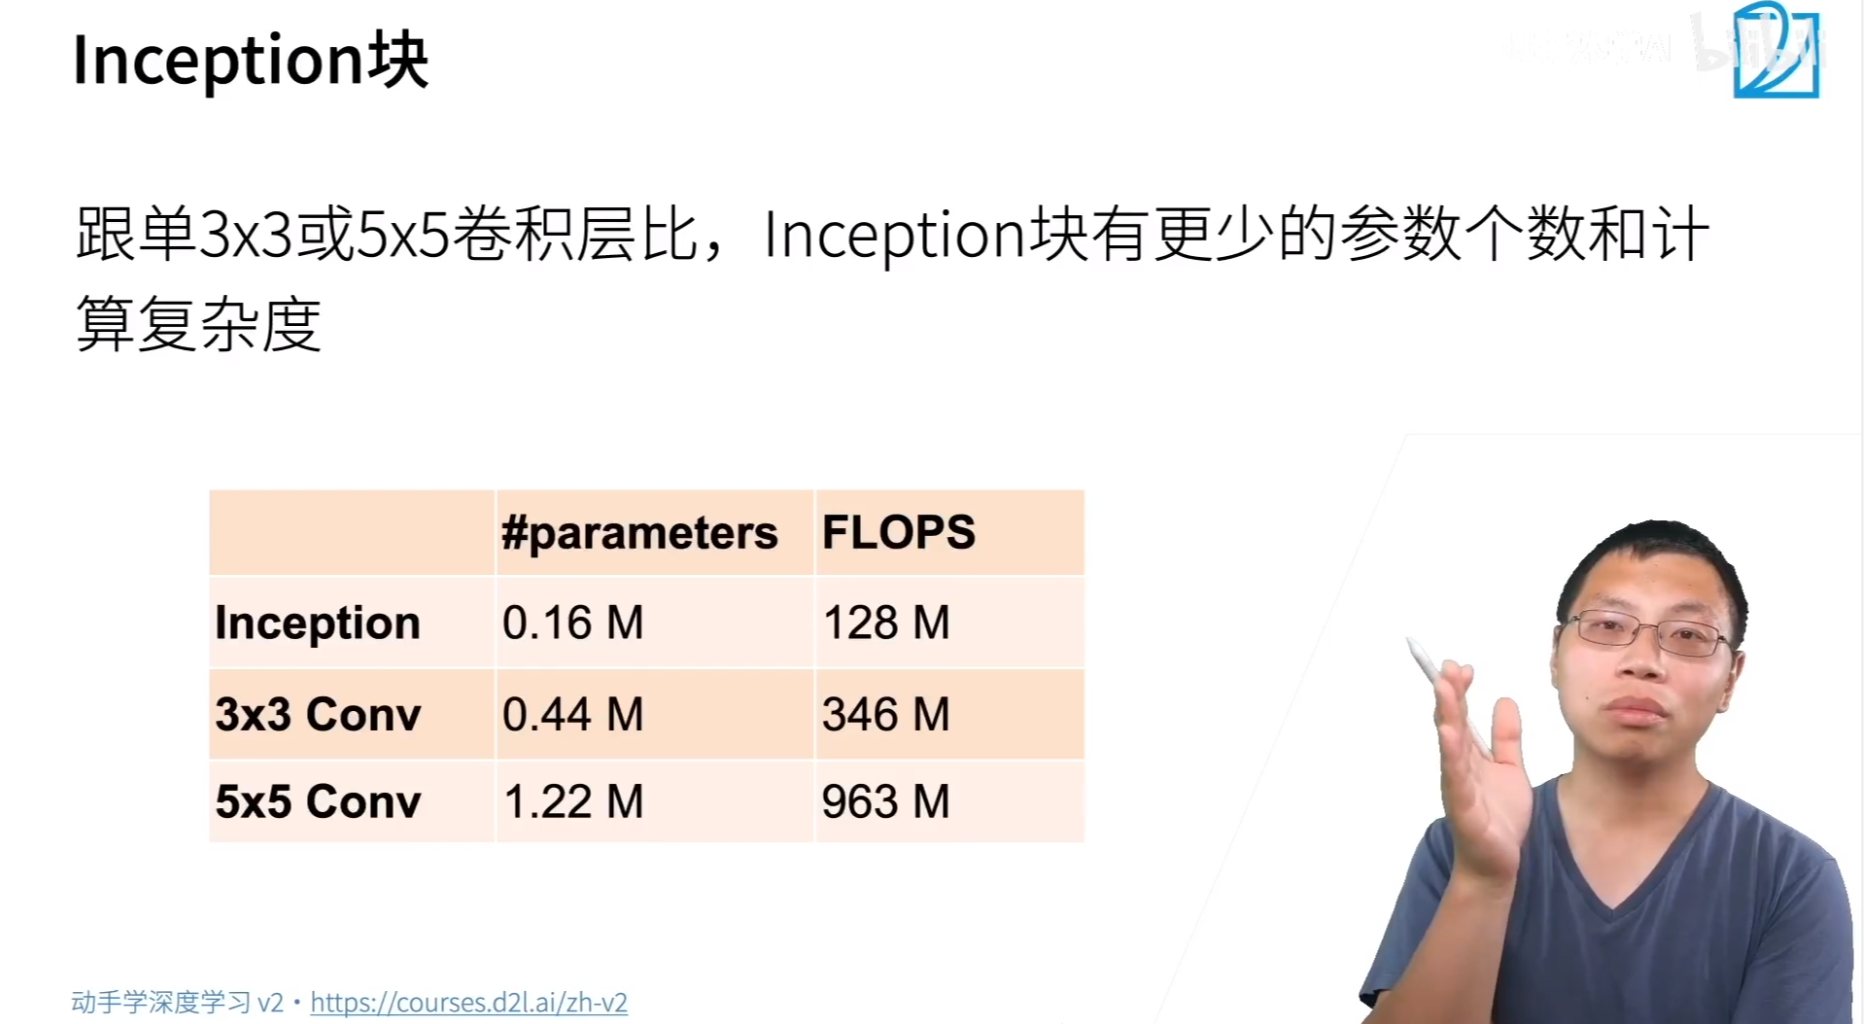 Inception块
bilibili
跟单3x3或5x5卷积层比，Inception块有更少的参数个数和计
算复杂度
#parameters FLOPS
Inception 0.16 M 128 M
3x3 Conv 0.44 M 346 M
5x5 Conv 1.22 M 963 M
动手学深度学习 v2 • https://courses.d2l.ai/zh-v2